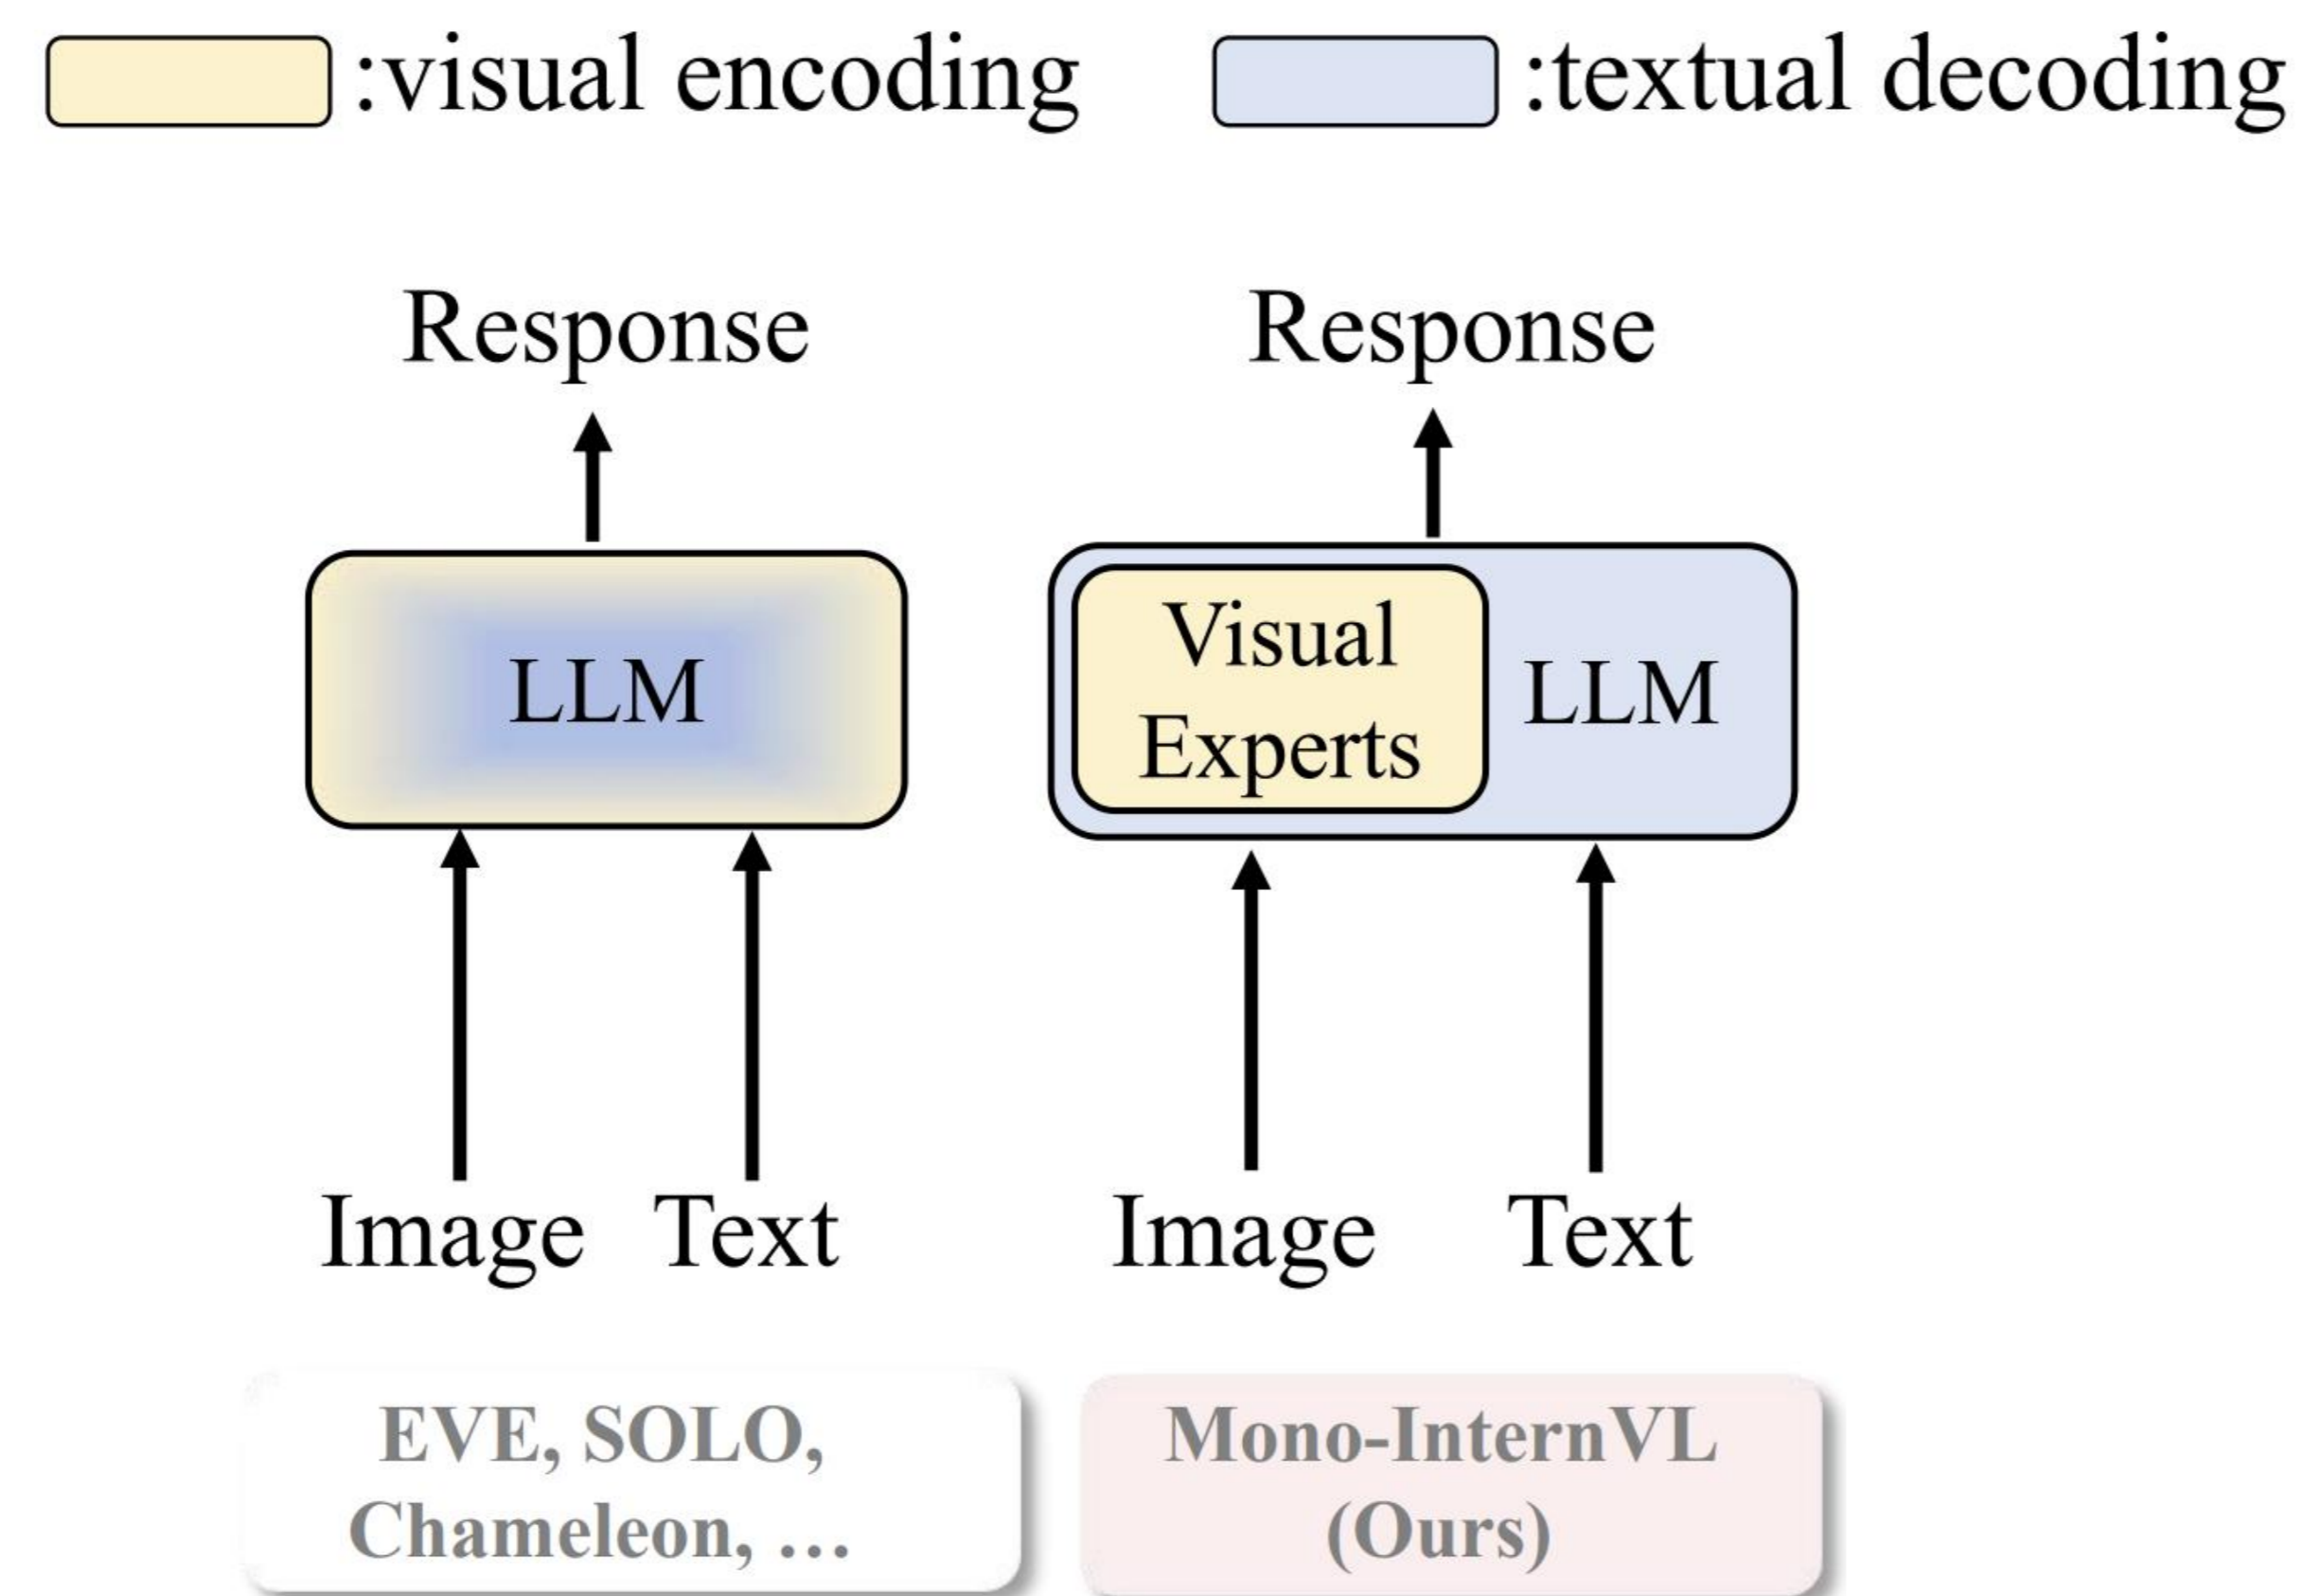 :visual encoding
:textual decoding
Response
Response
LLM
Visual
Experts
LLM
Image
Text
Image
Text
EVE, SOLO,
Chameleon, …
Mono-InternVL
(Ours)